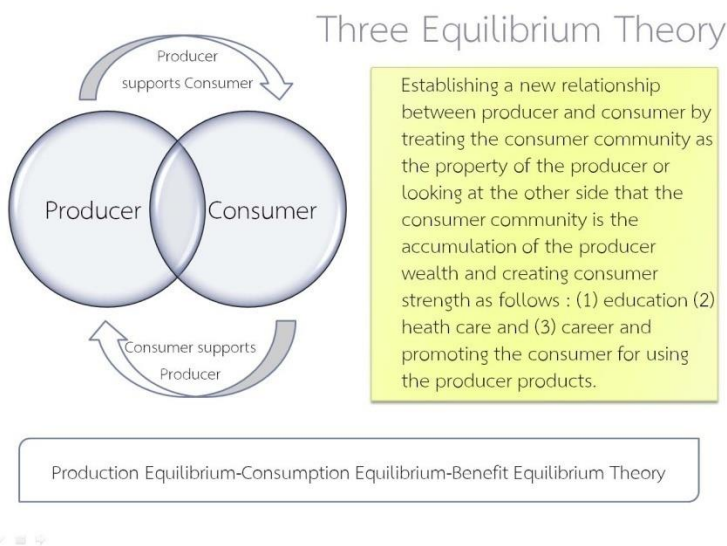 Three Equilibrium Theory
Producer
supports Consumer
Producer
Consumer
Consumer supports
Producer
Establishing a new relationship
between producer and consumer by
treating the consumer community as
the property of the producer or
looking at the other side that the
consumer community is the
accumulation of the producer
wealth and creating consumer
strength as follows : (1) education (2)
heath care and (3) career and
promoting the consumer for using
the producer products.
Production Equilibrium-Consumption Equilibrium-Benefit Equilibrium Theory